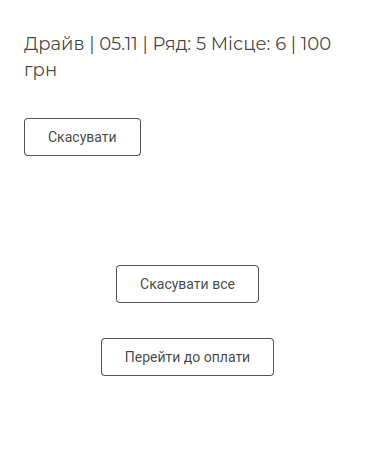 Драйв | 05.11 | Ряд: 5 Місце: 6 | 100
грн
Скасувати
Скасувати все
Перейти до оплати